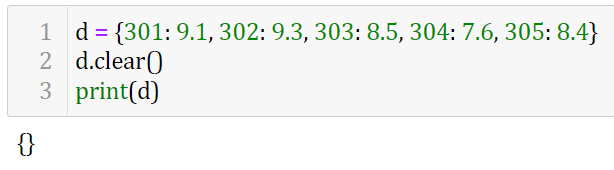 1 d = {301: 9.1, 302: 9.3, 303: 8.5, 304: 7.6, 305: 8.4}
2 d.clear()
3 print(d)
{}